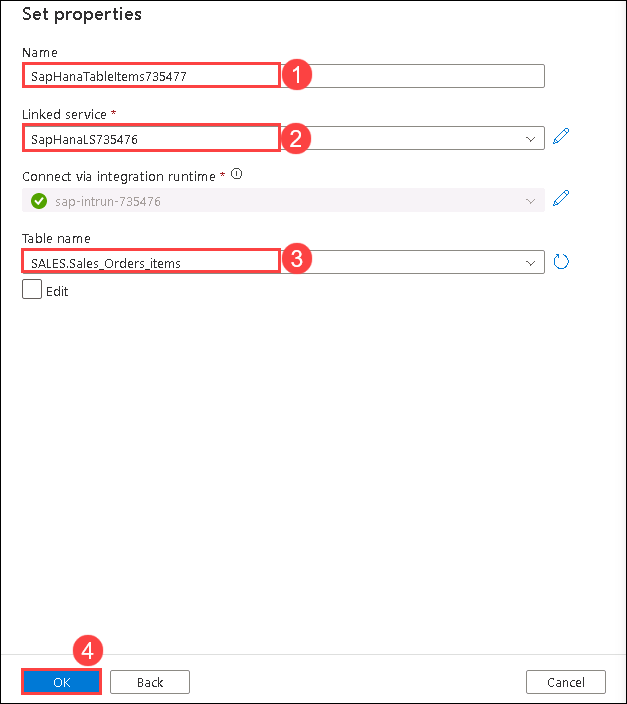 Set properties
Name
SapHanaTableItems735477
1
Linked service *
SapHanaLS735476
2
Connect via integration runtime *
sap-intrun-735476
Table name
SALES.Sales_Orders_items
3
Edit
4
OK
Back
Cancel